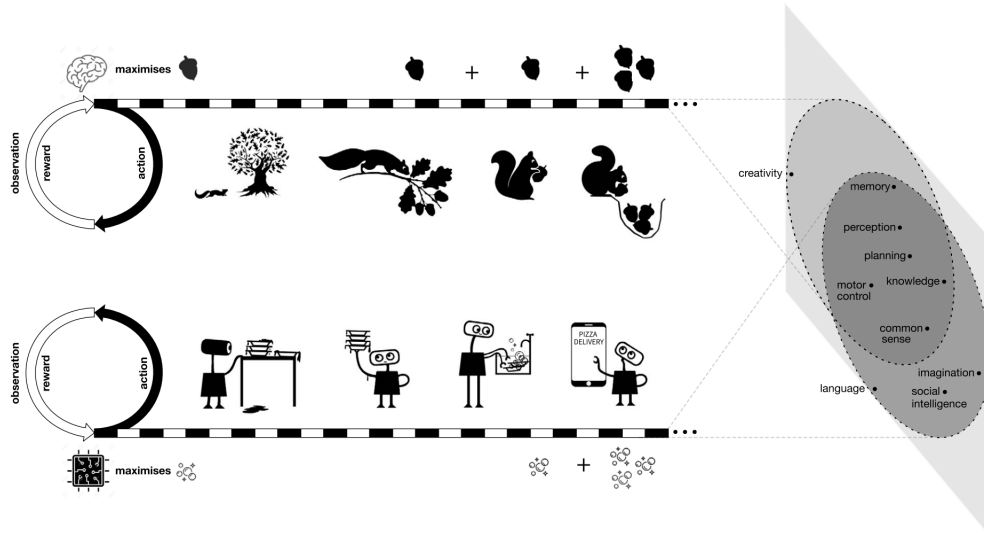 maximises
+ +
observation
reward
action
creativity
memory
perception
planning
motor
control
knowledge
common
sense
imagination
language
social
intelligence
PIZZA
DELIVERY
observation
reward
action
maximises
+